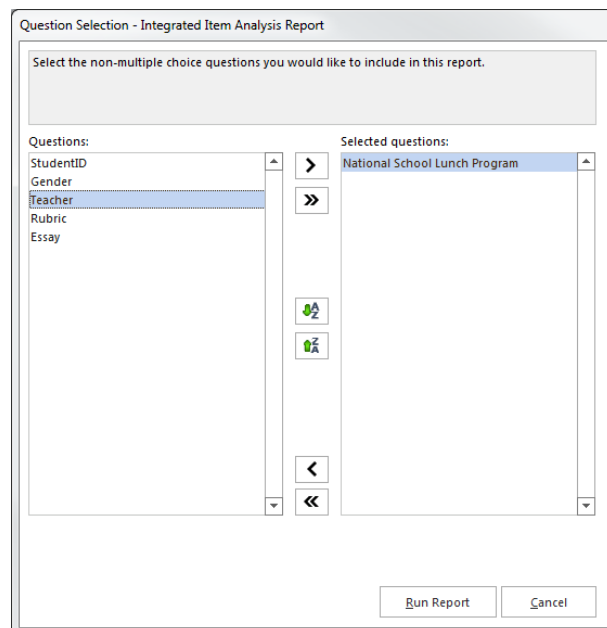 Question Selection - Integrated Item Analysis Report
Select the non-multiple choice questions you would like to include in this report.
Questions:
StudentID
Gender
Teacher
Rubric
Essay
Selected questions:
National School Lunch Program
A
Z
Z
A
Run Report
Cancel